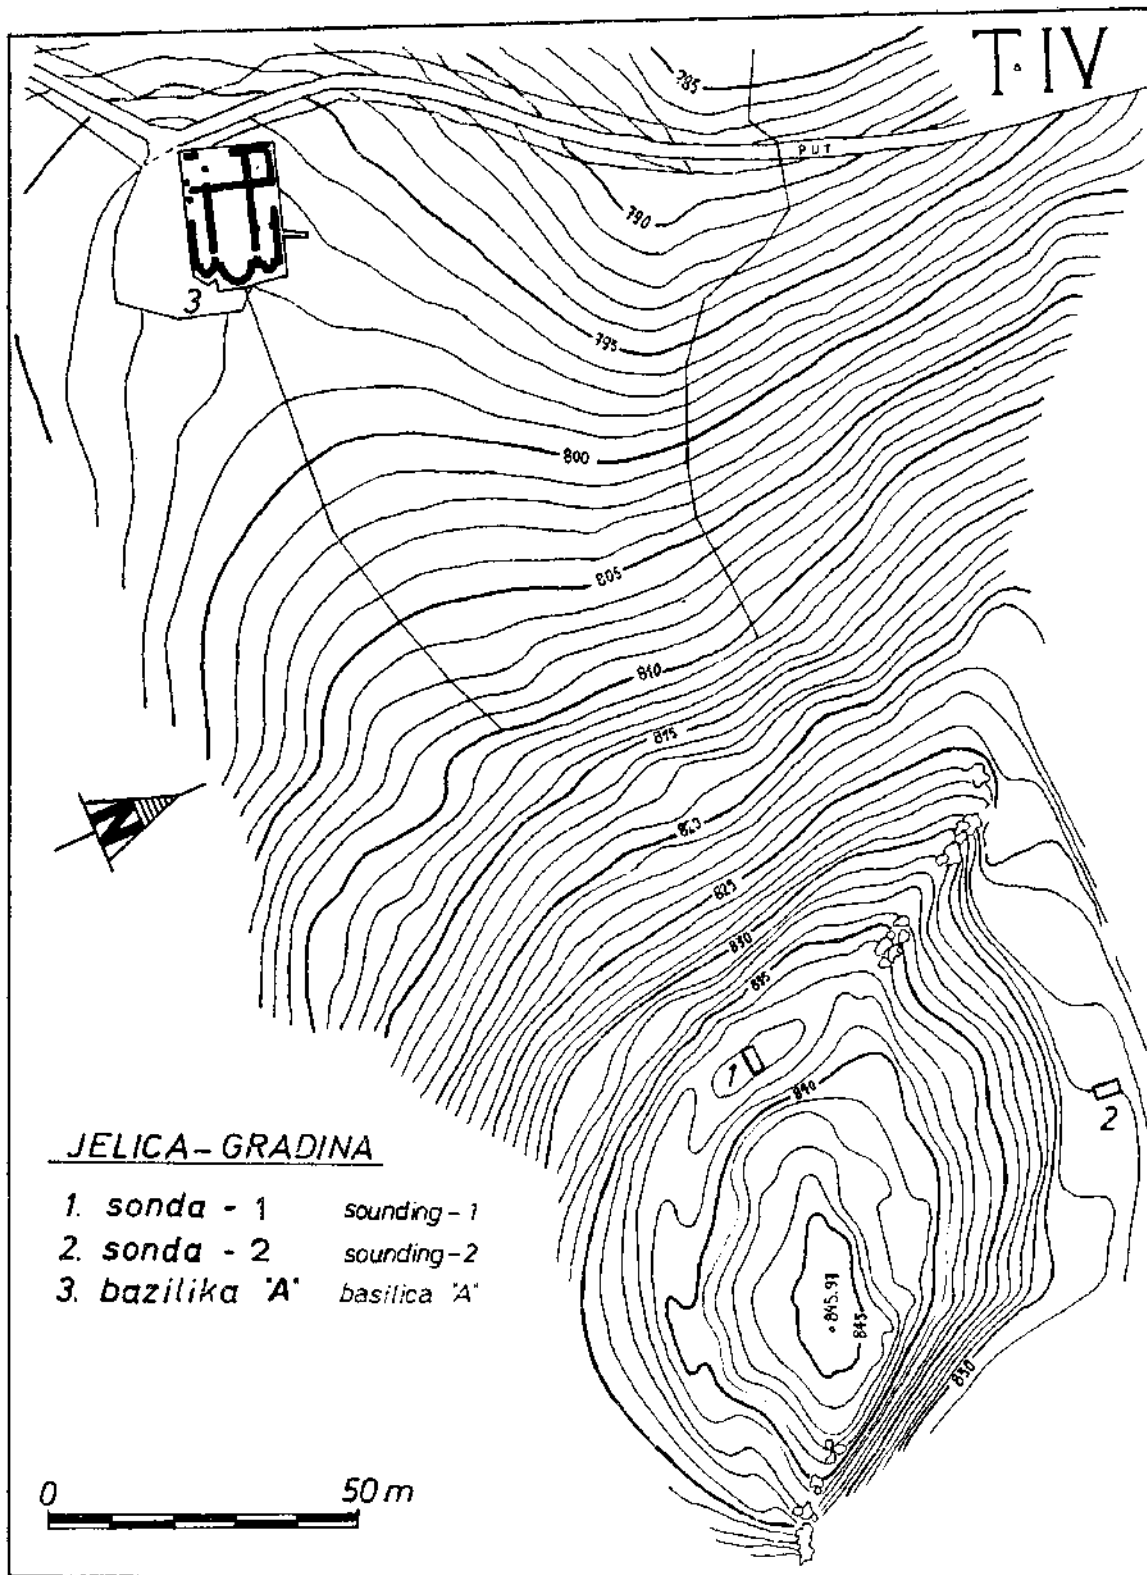 T. IV
785
PUT
790
3
795
800
805
810
815
820
N
825
830
835
1
840
2
JELICA-GRADINA
1. sonda - 1 sounding - 1
2. sonda - 2 sounding - 2
3. bazilika "A" basilica "A"
845.91
845
830
0 50 m